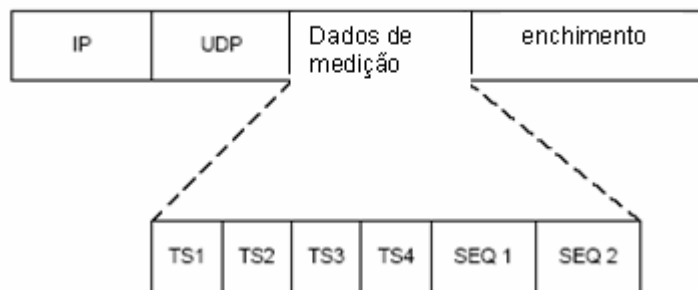 IP
UDP
Dados de
medição
enchimento
TS1
TS2
TS3
TS4
SEQ 1
SEQ 2